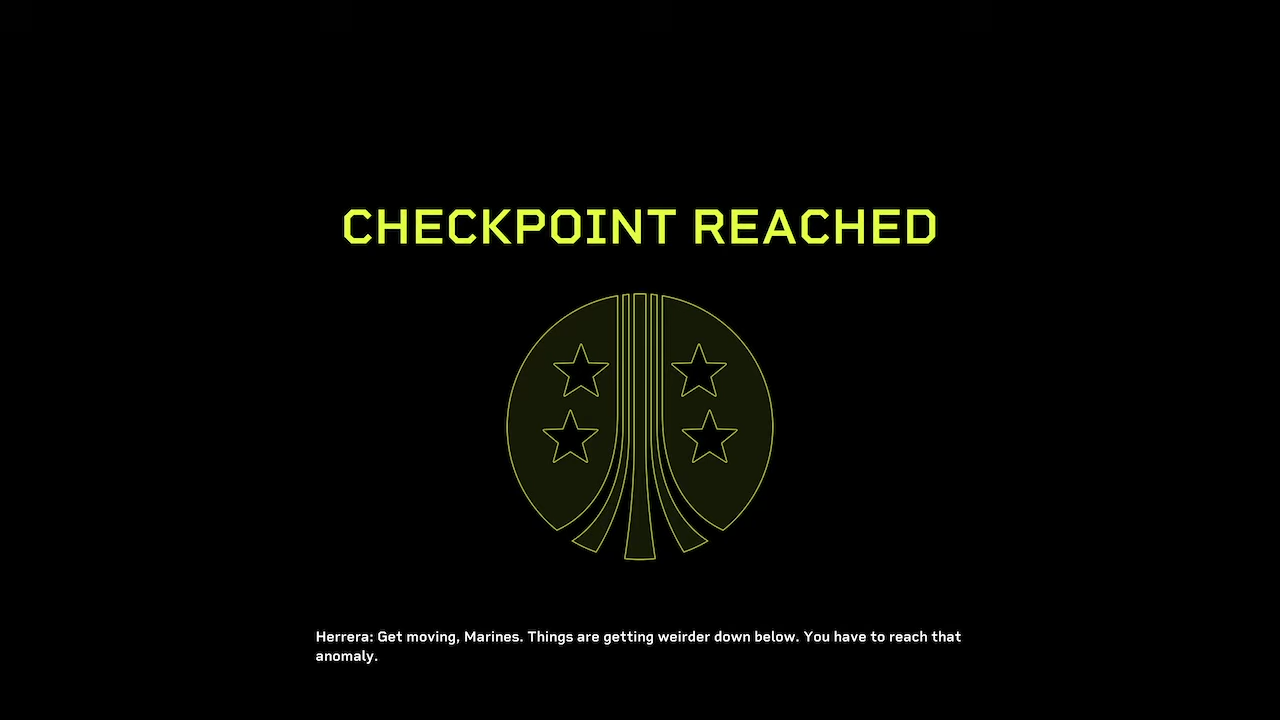 CHECKPOINT REACHED
Herrera: Get moving, Marines. Things are getting weirder down below. You have to reach that
anomaly.